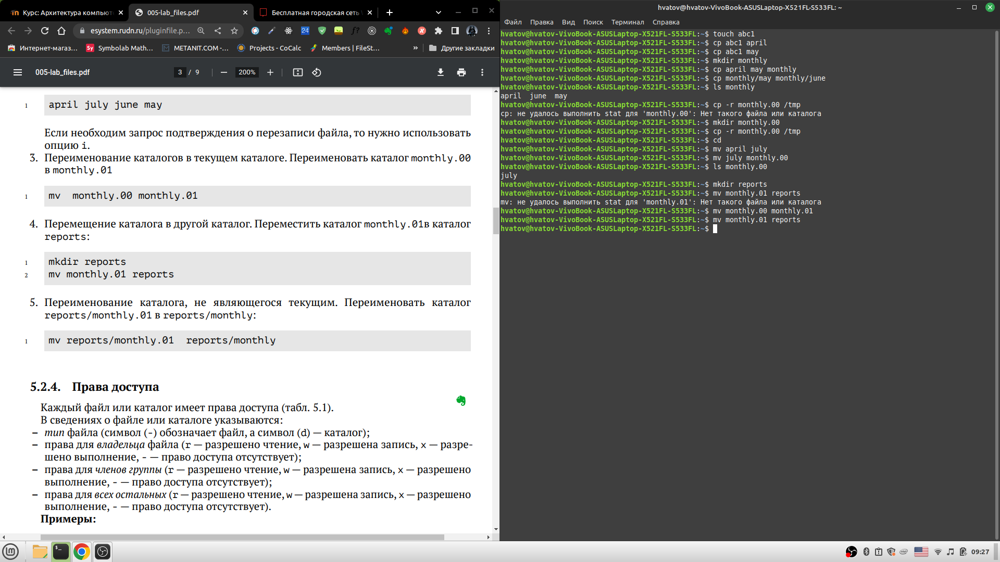 Курс: Архитектура компьют
005-lab_files.pdf
Бесплатная городская сеть
esystem.rudn.ru/pluginfile.p...
Интернет-магаз...
Symbolab Math...
METANIT.COM -...
Projects - CoCalc
Members | FileSt...
»
Другие закладки
005-lab_files.pdf
3 / 9
200%
1 april july june may
Если необходим запрос подтверждения о перезаписи файла, то нужно использовать
опцию i.
3. Переименование каталогов в текущем каталоге. Переименовать каталог monthly.00
в monthly.01
1 mv  monthly.00 monthly.01
4. Перемещение каталога в другой каталог. Переместить каталог monthly.01в каталог
reports:
1 mkdir reports
2 mv monthly.01 reports
5. Переименование каталога, не являющегося текущим. Переименовать каталог
reports/monthly.01 в reports/monthly:
1 mv reports/monthly.01  reports/monthly
5.2.4. Права доступа
Каждый файл или каталог имеет права доступа (табл. 5.1).
В сведениях о файле или каталоге указываются:
– тип файла (символ (-) обозначает файл, а символ (d) — каталог);
– права для владельца файла (r — разрешено чтение, w — разрешена запись, x — разре-
шено выполнение, - — право доступа отсутствует);
– права для членов группы (r — разрешено чтение, w — разрешена запись, x — разрешено
выполнение, - — право доступа отсутствует);
– права для всех остальных (r — разрешено чтение, w — разрешена запись, x — разрешено
выполнение, - — право доступа отсутствует).
Примеры:
hvatov@hvatov-VivoBook-ASUSLaptop-X521FL-S533FL: ~
Файл Правка Вид Поиск Терминал Справка
hvatov@hvatov-VivoBook-ASUSLaptop-X521FL-S533FL:~$ touch abc1
hvatov@hvatov-VivoBook-ASUSLaptop-X521FL-S533FL:~$ cp abc1 april
hvatov@hvatov-VivoBook-ASUSLaptop-X521FL-S533FL:~$ cp abc1 may
hvatov@hvatov-VivoBook-ASUSLaptop-X521FL-S533FL:~$ mkdir monthly
hvatov@hvatov-VivoBook-ASUSLaptop-X521FL-S533FL:~$ cp april may monthly
hvatov@hvatov-VivoBook-ASUSLaptop-X521FL-S533FL:~$ cp monthly/may monthly/june
hvatov@hvatov-VivoBook-ASUSLaptop-X521FL-S533FL:~$ ls monthly
april  june  may
hvatov@hvatov-VivoBook-ASUSLaptop-X521FL-S533FL:~$ cp -r monthly.00 /tmp
cp: не удалось выполнить stat для 'monthly.00': Нет такого файла или каталога
hvatov@hvatov-VivoBook-ASUSLaptop-X521FL-S533FL:~$ mkdir monthly.00
hvatov@hvatov-VivoBook-ASUSLaptop-X521FL-S533FL:~$ cp -r monthly.00 /tmp
hvatov@hvatov-VivoBook-ASUSLaptop-X521FL-S533FL:~$ cd
hvatov@hvatov-VivoBook-ASUSLaptop-X521FL-S533FL:~$ mv april july
hvatov@hvatov-VivoBook-ASUSLaptop-X521FL-S533FL:~$ mv july monthly.00
hvatov@hvatov-VivoBook-ASUSLaptop-X521FL-S533FL:~$ ls monthly.00
july
hvatov@hvatov-VivoBook-ASUSLaptop-X521FL-S533FL:~$ mkdir reports
hvatov@hvatov-VivoBook-ASUSLaptop-X521FL-S533FL:~$ mv monthly.01 reports
mv: не удалось выполнить stat для 'monthly.01': Нет такого файла или каталога
hvatov@hvatov-VivoBook-ASUSLaptop-X521FL-S533FL:~$ mv monthly.00 monthly.01
hvatov@hvatov-VivoBook-ASUSLaptop-X521FL-S533FL:~$ mv monthly.01 reports
hvatov@hvatov-VivoBook-ASUSLaptop-X521FL-S533FL:~$
09:27